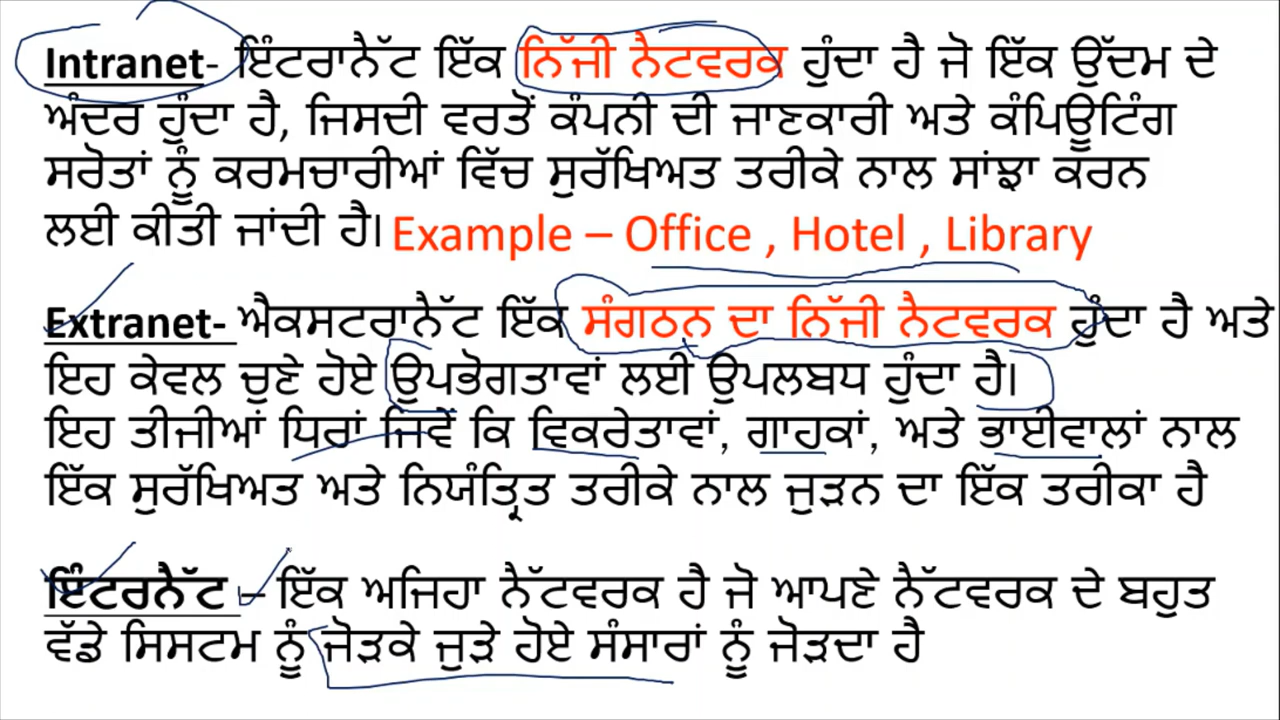 Intranet- ਇੰਟਰਾਨੈੱਟ ਇੱਕ ਨਿੱਜੀ ਨੈਟਵਰਕ ਹੁੰਦਾ ਹੈ ਜੋ ਇੱਕ ਉੱਦਮ ਦੇ
ਅੰਦਰ ਹੁੰਦਾ ਹੈ, ਜਿਸਦੀ ਵਰਤੋਂ ਕੰਪਨੀ ਦੀ ਜਾਣਕਾਰੀ ਅਤੇ ਕੰਪਿਊਟਿੰਗ
ਸਰੋਤਾਂ ਨੂੰ ਕਰਮਚਾਰੀਆਂ ਵਿੱਚ ਸੁਰੱਖਿਅਤ ਤਰੀਕੇ ਨਾਲ ਸਾਂਝਾ ਕਰਨ
ਲਈ ਕੀਤੀ ਜਾਂਦੀ ਹੈ। Example – Office , Hotel , Library
Extranet- ਐਕਸਟਰਾਨੈੱਟ ਇੱਕ ਸੰਗਠਨ ਦਾ ਨਿੱਜੀ ਨੈੱਟਵਰਕ ਹੁੰਦਾ ਹੈ ਅਤੇ
ਇਹ ਕੇਵਲ ਚੁਣੇ ਹੋਏ ਉਪਭੋਗਤਾਵਾਂ ਲਈ ਉਪਲਬਧ ਹੁੰਦਾ ਹੈ।
ਇਹ ਤੀਜੀਆਂ ਧਿਰਾਂ ਜਿਵੇਂ ਕਿ ਵਿਕਰੇਤਾਵਾਂ, ਗਾਹਕਾਂ, ਅਤੇ ਭਾਈਵਾਲਾਂ ਨਾਲ
ਇੱਕ ਸੁਰੱਖਿਅਤ ਅਤੇ ਨਿਯੰਤ੍ਰਿਤ ਤਰੀਕੇ ਨਾਲ ਜੁੜਨ ਦਾ ਇੱਕ ਤਰੀਕਾ ਹੈ
ਇੰਟਰਨੈੱਟ – ਇੱਕ ਅਜਿਹਾ ਨੈੱਟਵਰਕ ਹੈ ਜੋ ਆਪਣੇ ਨੈੱਟਵਰਕ ਦੇ ਬਹੁਤ
ਵੱਡੇ ਸਿਸਟਮ ਨੂੰ ਜੋੜਕੇ ਜੁੜੇ ਹੋਏ ਸੰਸਾਰਾਂ ਨੂੰ ਜੋੜਦਾ ਹੈ